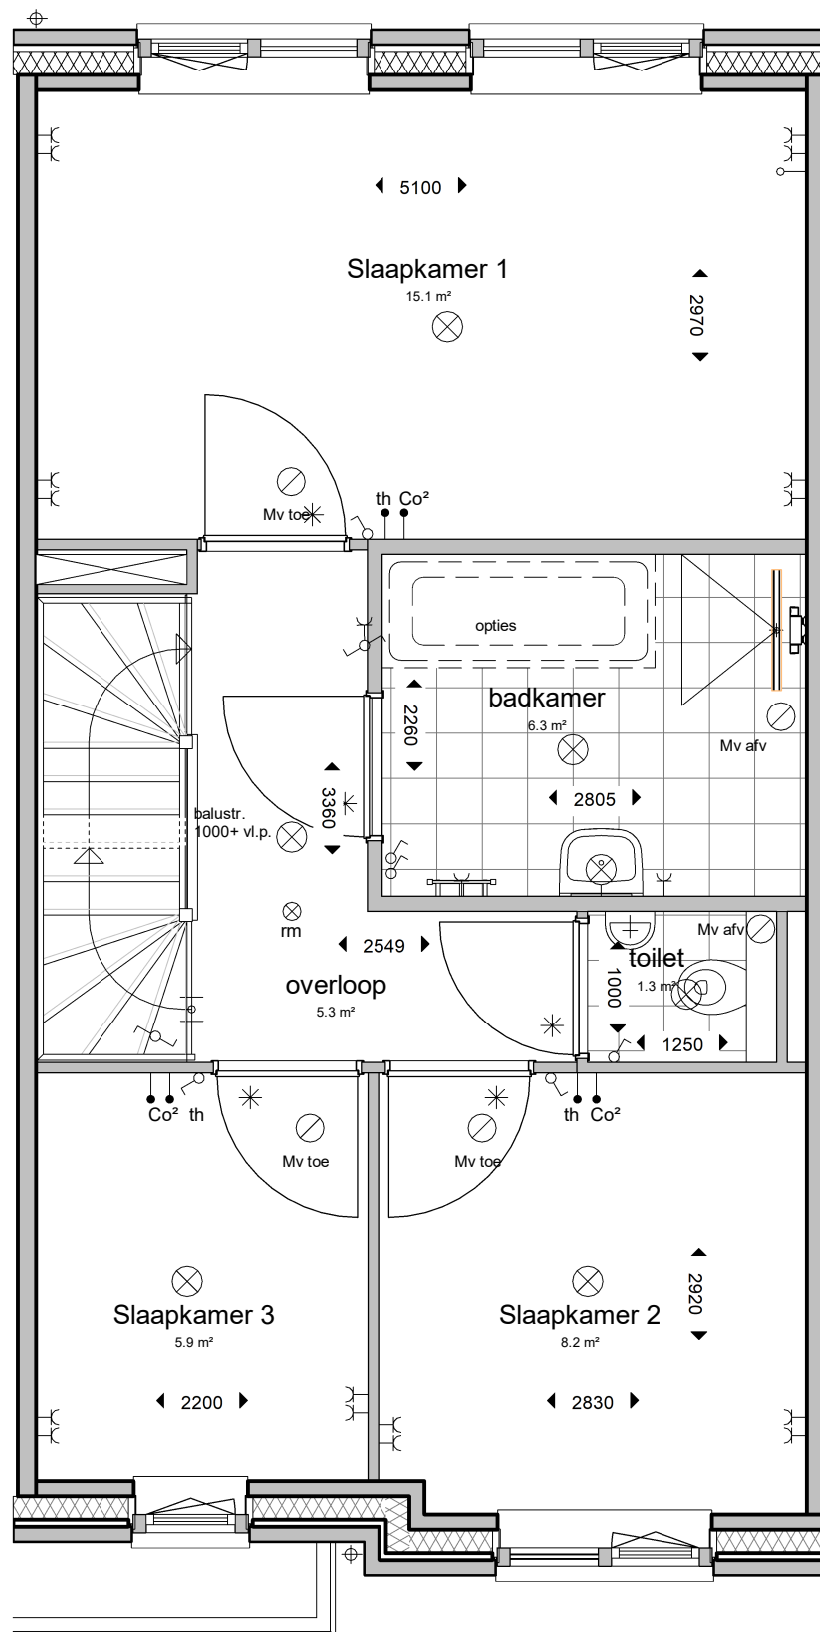 5100
Slaapkamer 1
15.1 m²
2970
Mv toe
th Co²
opties
badkamer
6.3 m²
2260
Mv afv
2805
3360
balustr.
1000+ vl.p.
rm
2549
Mv afv
toilet
1.3 m²
1000
overloop
5.3 m²
1250
Co² th
th Co²
Mv toe
Mv toe
2920
Slaapkamer 3
5.9 m²
Slaapkamer 2
8.2 m²
2200
2830